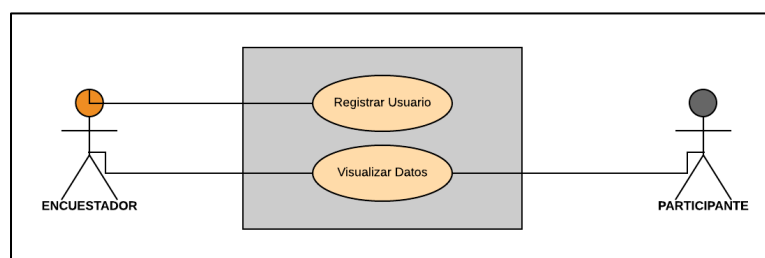 Registrar Usuario
Visualizar Datos
ENCUESTADOR
PARTICIPANTE